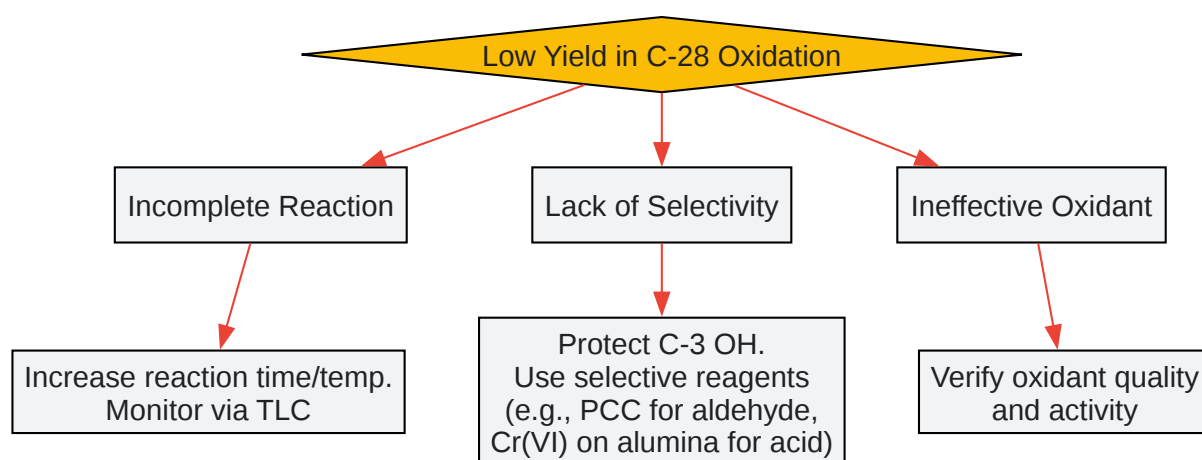 Low Yield in C-28 Oxidation
Incomplete Reaction
Lack of Selectivity
Ineffective Oxidant
Increase reaction time/temp.
Monitor via TLC
Protect C-3 OH.
Use selective reagents
(e.g., PCC for aldehyde,
Cr(VI) on alumina for acid)
Verify oxidant quality
and activity